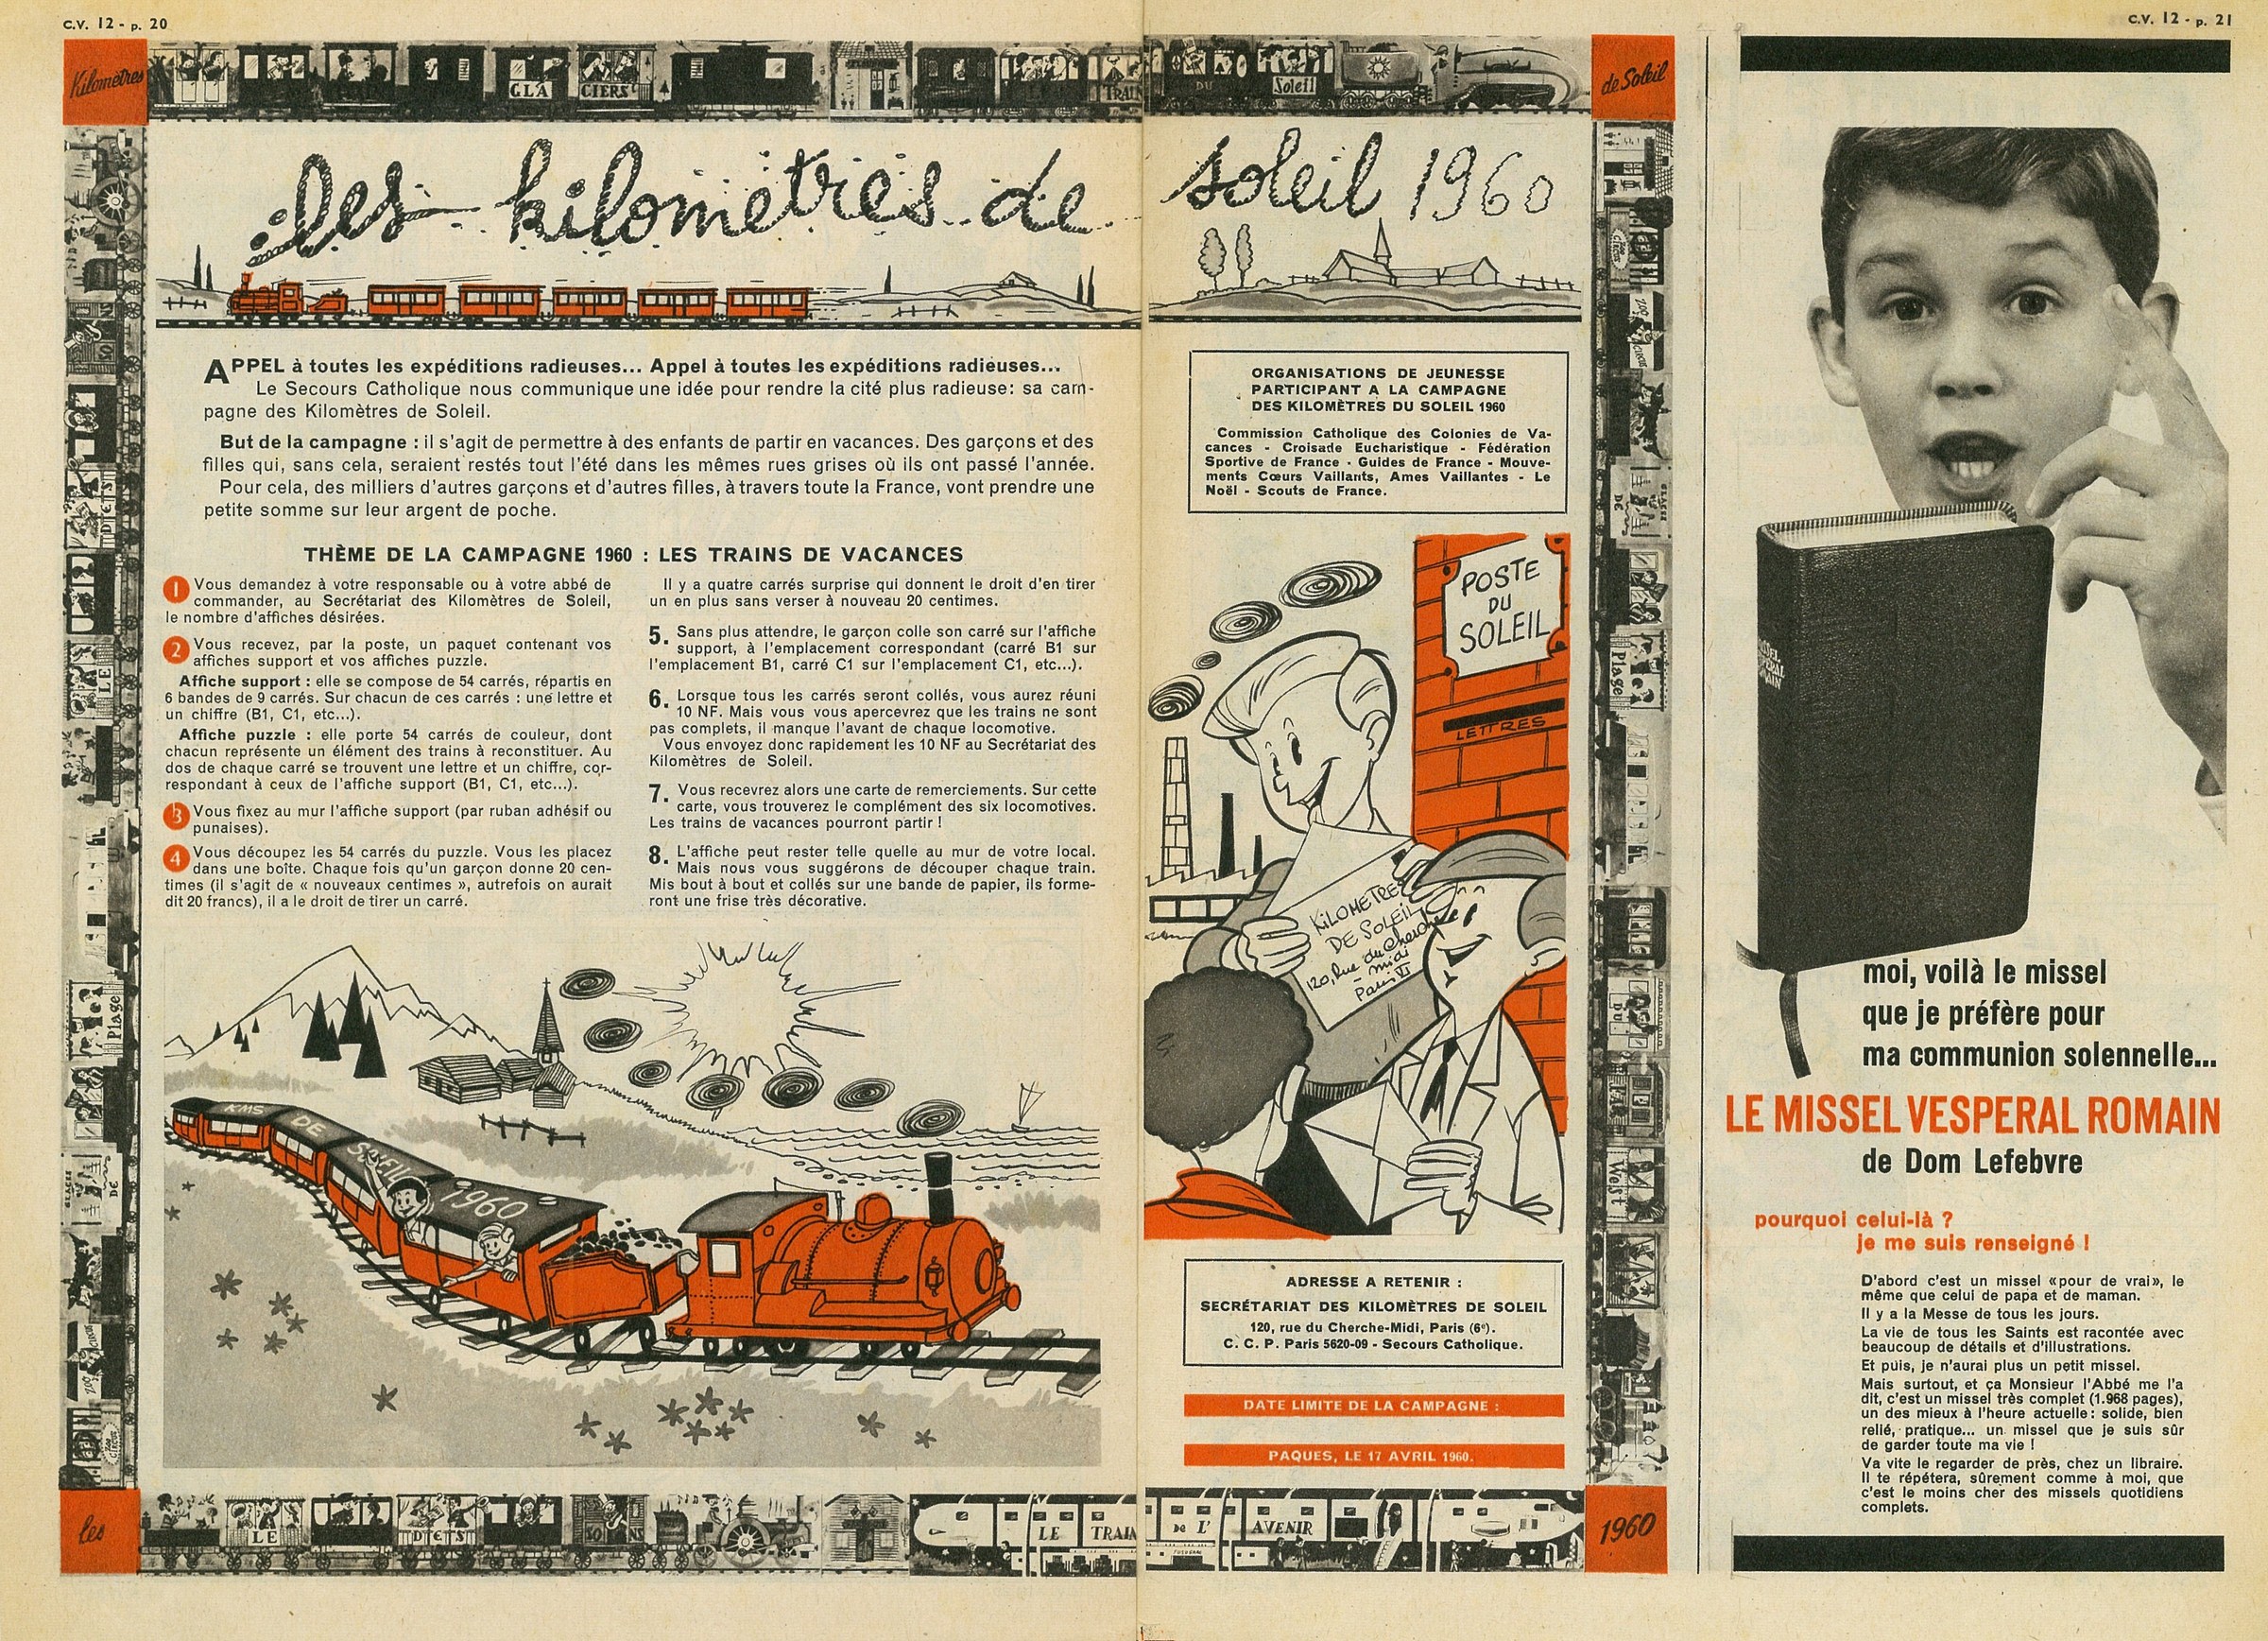 C.V. 12 - p. 20
C.V. 12 - p. 21
Kilomètres
GLA CIERS
TRAIN
DU Soleil
de Soleil
les kilomètres de soleil 1960
APPEL à toutes les expéditions radieuses... Appel à toutes les expéditions radieuses...
Le Secours Catholique nous communique une idée pour rendre la cité plus radieuse : sa cam-
pagne des Kilomètres de Soleil.
But de la campagne : il s'agit de permettre à des enfants de partir en vacances. Des garçons et des
filles qui, sans cela, seraient restés tout l'été dans les mêmes rues grises où ils ont passé l'année.
Pour cela, des milliers d'autres garçons et d'autres filles, à travers toute la France, vont prendre une
petite somme sur leur argent de poche.
THÈME DE LA CAMPAGNE 1960 : LES TRAINS DE VACANCES
1 Vous demandez à votre responsable ou à votre abbé de
commander, au Secrétariat des Kilomètres de Soleil,
le nombre d'affiches désirées.
2 Vous recevez, par la poste, un paquet contenant vos
affiches support et vos affiches puzzle.
Affiche support : elle se compose de 54 carrés, répartis en
6 bandes de 9 carrés. Sur chacun de ces carrés : une lettre et
un chiffre (B1, C1, etc...).
Affiche puzzle : elle porte 54 carrés de couleur, dont
chacun représente un élément des trains à reconstituer. Au
dos de chaque carré se trouvent une lettre et un chiffre, cor-
respondant à ceux de l'affiche support (B1, C1, etc...).
3 Vous fixez au mur l'affiche support (par ruban adhésif ou
punaises).
4 Vous découpez les 54 carrés du puzzle. Vous les placez
dans une boîte. Chaque fois qu'un garçon donne 20 cen-
times (il s'agit de « nouveaux centimes », autrefois on aurait
dit 20 francs), il a le droit de tirer un carré.
Il y a quatre carrés surprise qui donnent le droit d'en tirer
un en plus sans verser à nouveau 20 centimes.
5. Sans plus attendre, le garçon colle son carré sur l'affiche
support, à l'emplacement correspondant (carré B1 sur
l'emplacement B1, carré C1 sur l'emplacement C1, etc...).
6. Lorsque tous les carrés seront collés, vous aurez réuni
10 NF. Mais vous vous apercevrez que les trains ne sont
pas complets, il manque l'avant de chaque locomotive.
Vous envoyez donc rapidement les 10 NF au Secrétariat des
Kilomètres de Soleil.
7. Vous recevrez alors une carte de remerciements. Sur cette
carte, vous trouverez le complément des six locomotives.
Les trains de vacances pourront partir !
8. L'affiche peut rester telle quelle au mur de votre local.
Mais nous vous suggérons de découper chaque train.
Mis bout à bout et collés sur une bande de papier, ils forme-
ront une frise très décorative.
KMS DE SOLEIL 1960
ORGANISATIONS DE JEUNESSE
PARTICIPANT A LA CAMPAGNE
DES KILOMÈTRES DU SOLEIL 1960
Commission Catholique des Colonies de Va-
cances - Croisade Eucharistique - Fédération
Sportive de France - Guides de France - Mouve-
ments Cœurs Vaillants, Ames Vaillantes - Le
Noël - Scouts de France.
POSTE
DU
SOLEIL
LETTRES
KILOMETRES
DE SOLEIL
120, Rue du Cherche
midi
Paris VI
ADRESSE A RETENIR :
SECRÉTARIAT DES KILOMÈTRES DE SOLEIL
120, rue du Cherche-Midi, Paris (6e).
C. C. P. Paris 5620-09 - Secours Catholique.
DATE LIMITE DE LA CAMPAGNE :
PAQUES, LE 17 AVRIL 1960.
les
LE
DIETS
LE TRAIN DE L' AVENIR
1960
Plage
ZOO CIRCUS
GLACES
DE
LE
Plage
West
DU
MISSEL
VESPERAL
ROMAIN
moi, voilà le missel
que je préfère pour
ma communion solennelle...
LE MISSEL VESPERAL ROMAIN
de Dom Lefebvre
pourquoi celui-là ?
je me suis renseigné !
D'abord c'est un missel «pour de vrai», le
même que celui de papa et de maman.
Il y a la Messe de tous les jours.
La vie de tous les Saints est racontée avec
beaucoup de détails et d'illustrations.
Et puis, je n'aurai plus un petit missel.
Mais surtout, et ça Monsieur l'Abbé me l'a
dit, c'est un missel très complet (1.968 pages),
un des mieux à l'heure actuelle : solide, bien
relié, pratique... un missel que je suis sûr
de garder toute ma vie !
Va vite le regarder de près, chez un libraire.
Il te répétera, sûrement comme à moi, que
c'est le moins cher des missels quotidiens
complets.